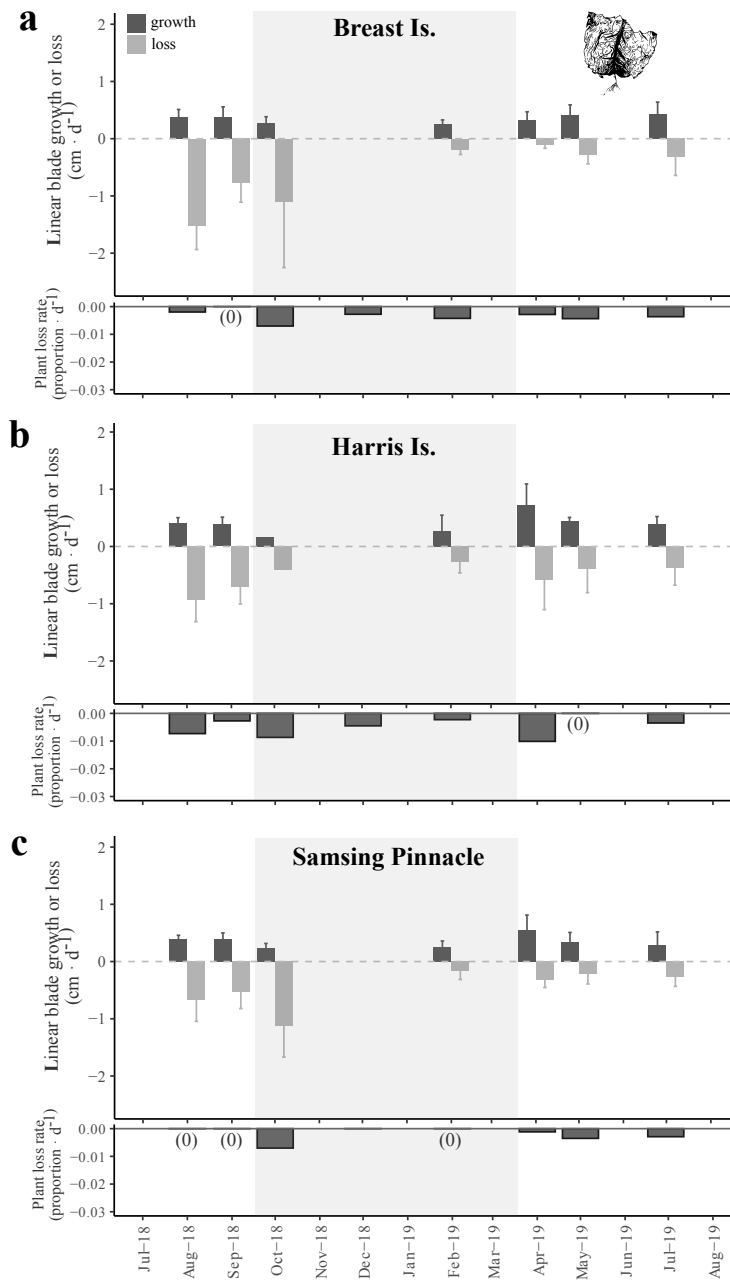 a
growth
loss
Breast Is.
Linear blade growth or loss
(cm · d⁻¹)
2
1
0
−1
−2
Plant loss rate
(proportion · d⁻¹)
0.00
−0.01
−0.02
−0.03
(0)
b
Harris Is.
Linear blade growth or loss
(cm · d⁻¹)
2
1
0
−1
−2
Plant loss rate
(proportion · d⁻¹)
0.00
−0.01
−0.02
−0.03
(0)
c
Samsing Pinnacle
Linear blade growth or loss
(cm · d⁻¹)
2
1
0
−1
−2
Plant loss rate
(proportion · d⁻¹)
0.00
−0.01
−0.02
−0.03
(0)
(0)
(0)
Jul−18
Aug−18
Sep−18
Oct−18
Nov−18
Dec−18
Jan−19
Feb−19
Mar−19
Apr−19
May−19
Jun−19
Jul−19
Aug−19